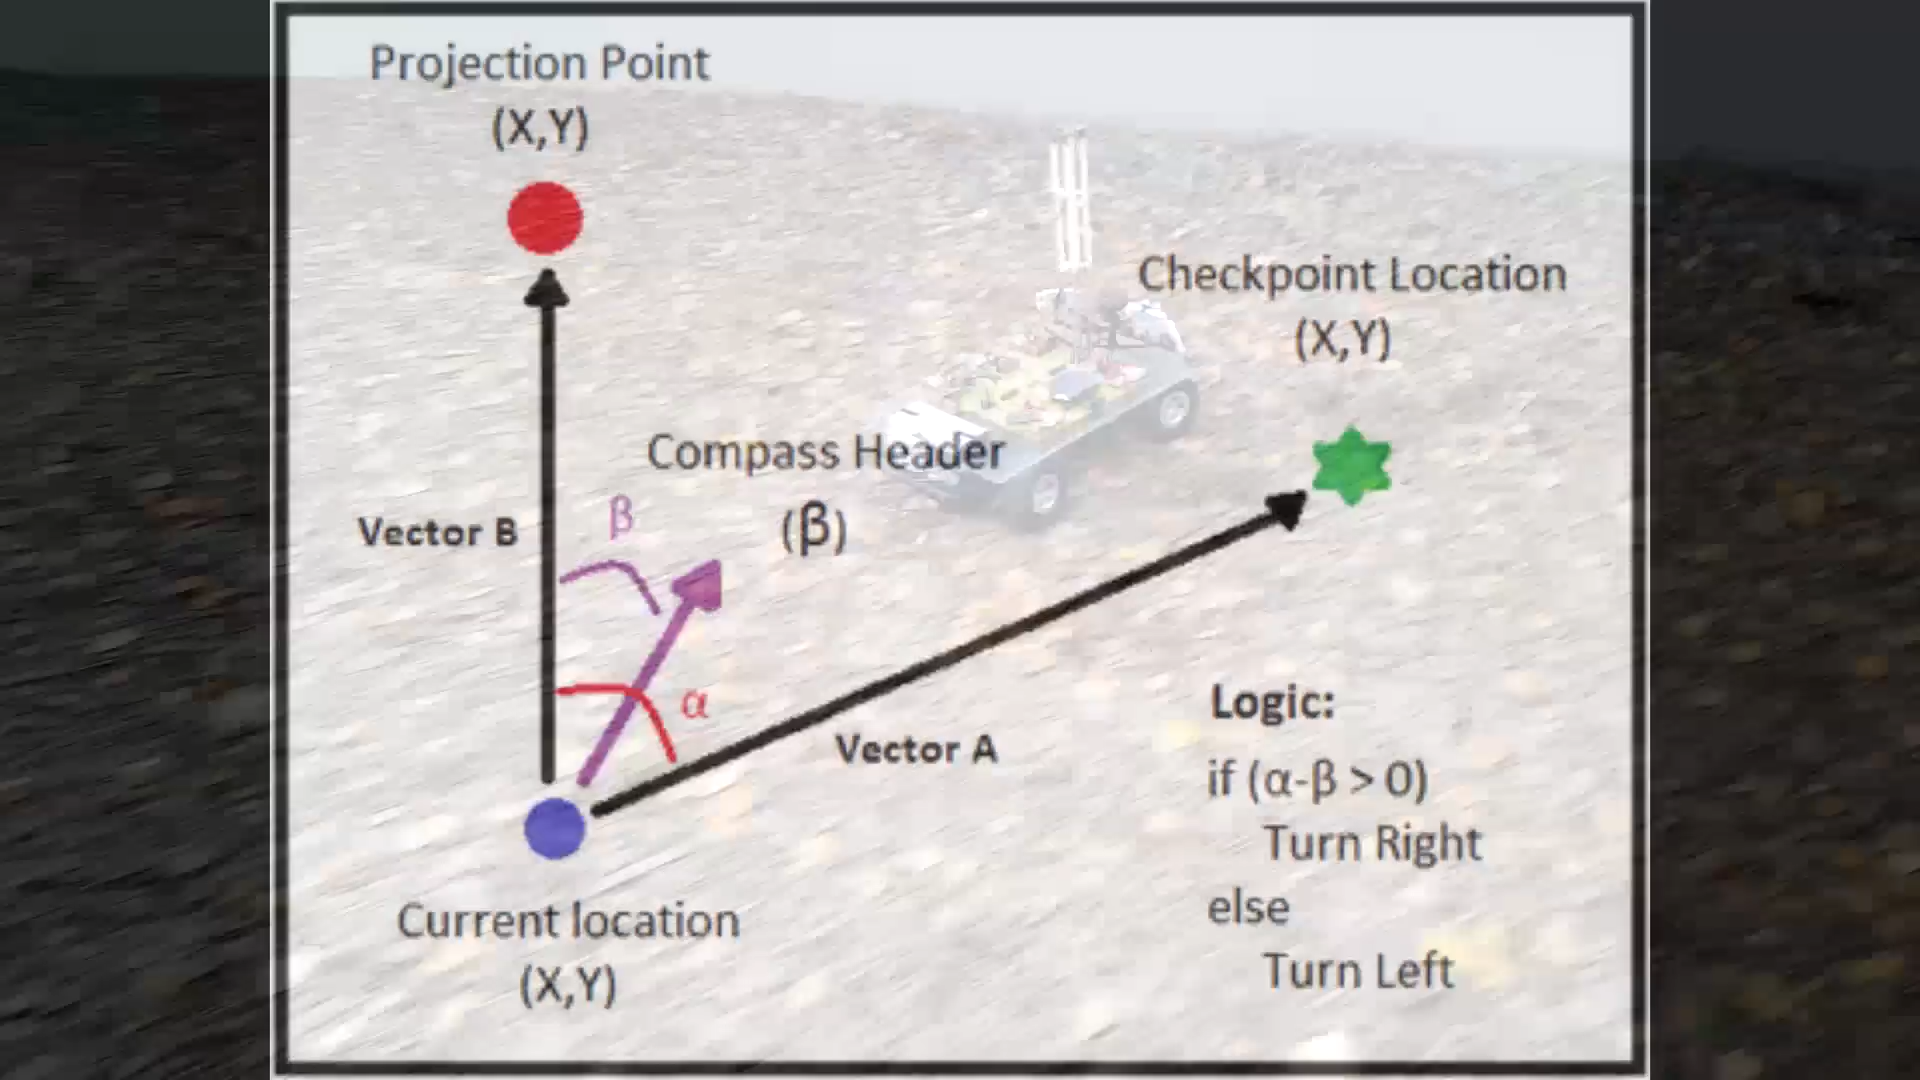 Projection Point
(X,Y)
Checkpoint Location
(X,Y)
Compass Header
(β)
Vector B
β
α
Vector A
Current location
(X,Y)
Logic:
if (α-β > 0)
Turn Right
else
Turn Left